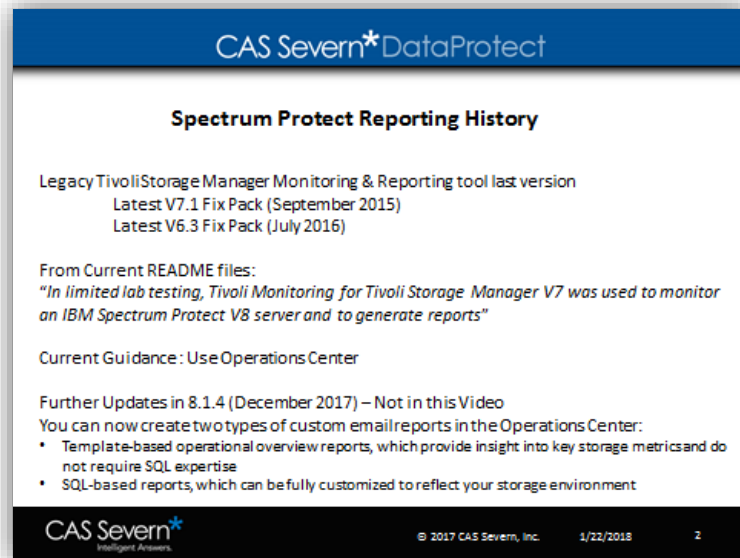 CAS Severn* DataProtect
Spectrum Protect Reporting History
Legacy Tivoli Storage Manager Monitoring & Reporting tool last version
Latest V7.1 Fix Pack (September 2015)
Latest V6.3 Fix Pack (July 2016)
From Current README files:
"In limited lab testing, Tivoli Monitoring for Tivoli Storage Manager V7 was used to monitor
an IBM Spectrum Protect V8 server and to generate reports"
Current Guidance: Use Operations Center
Further Updates in 8.1.4 (December 2017) – Not in this Video
You can now create two types of custom email reports in the Operations Center:
• Template-based operational overview reports, which provide insight into key storage metrics and do
not require SQL expertise
• SQL-based reports, which can be fully customized to reflect your storage environment
CAS Severn*
Intelligent Answers.
© 2017 CAS Severn, Inc.
1/22/2018
2